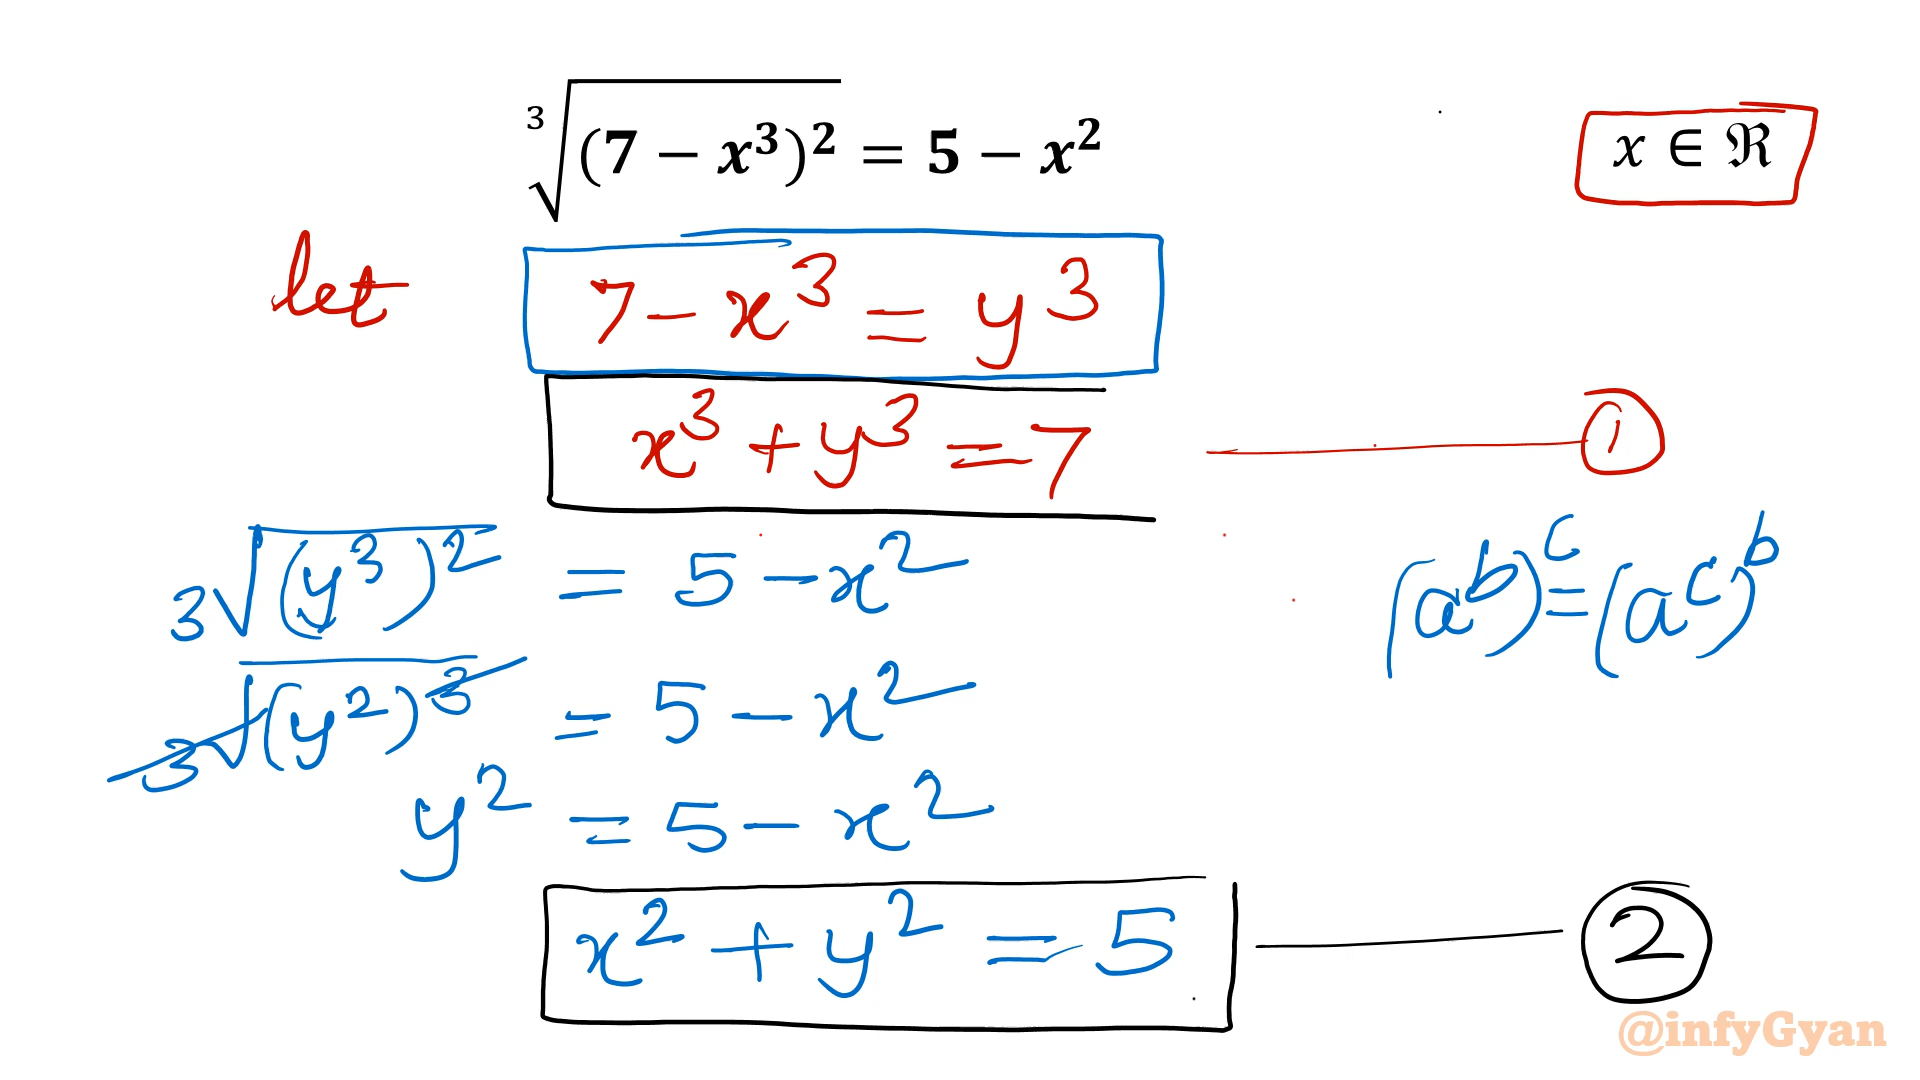 ∛(7 − x³)² = 5 − x²
x ∈ ℜ
let 7 − x³ = y³
x³ + y³ = 7 ——— ①
∛(y³)² = 5 − x²
(a^b)^c = (a^c)^b
∛(y²)³ = 5 − x²
y² = 5 − x²
x² + y² = 5 ——— ②
@infyGyan